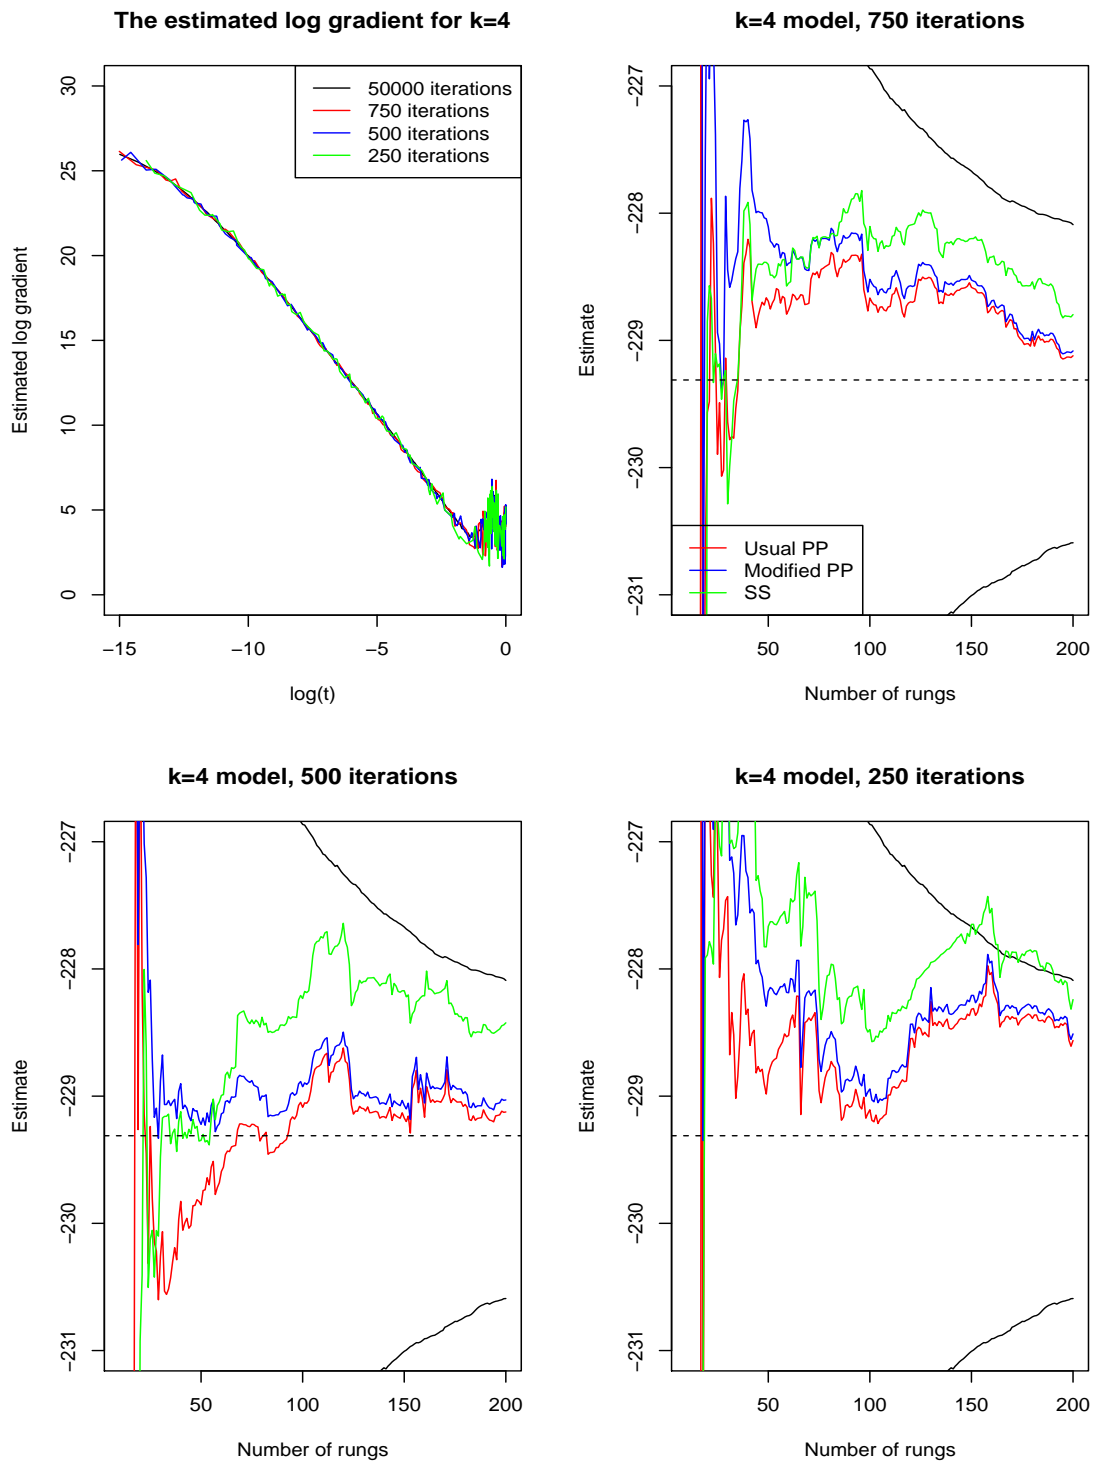 The estimated log gradient for k=4
Estimated log gradient
30
25
20
15
10
5
0
50000 iterations
750 iterations
500 iterations
250 iterations
−15
−10
−5
0
log(t)
k=4 model, 750 iterations
Estimate
−227
−228
−229
−230
−231
Usual PP
Modified PP
SS
50
100
150
200
Number of rungs
k=4 model, 500 iterations
Estimate
−227
−228
−229
−230
−231
50
100
150
200
Number of rungs
k=4 model, 250 iterations
Estimate
−227
−228
−229
−230
−231
50
100
150
200
Number of rungs